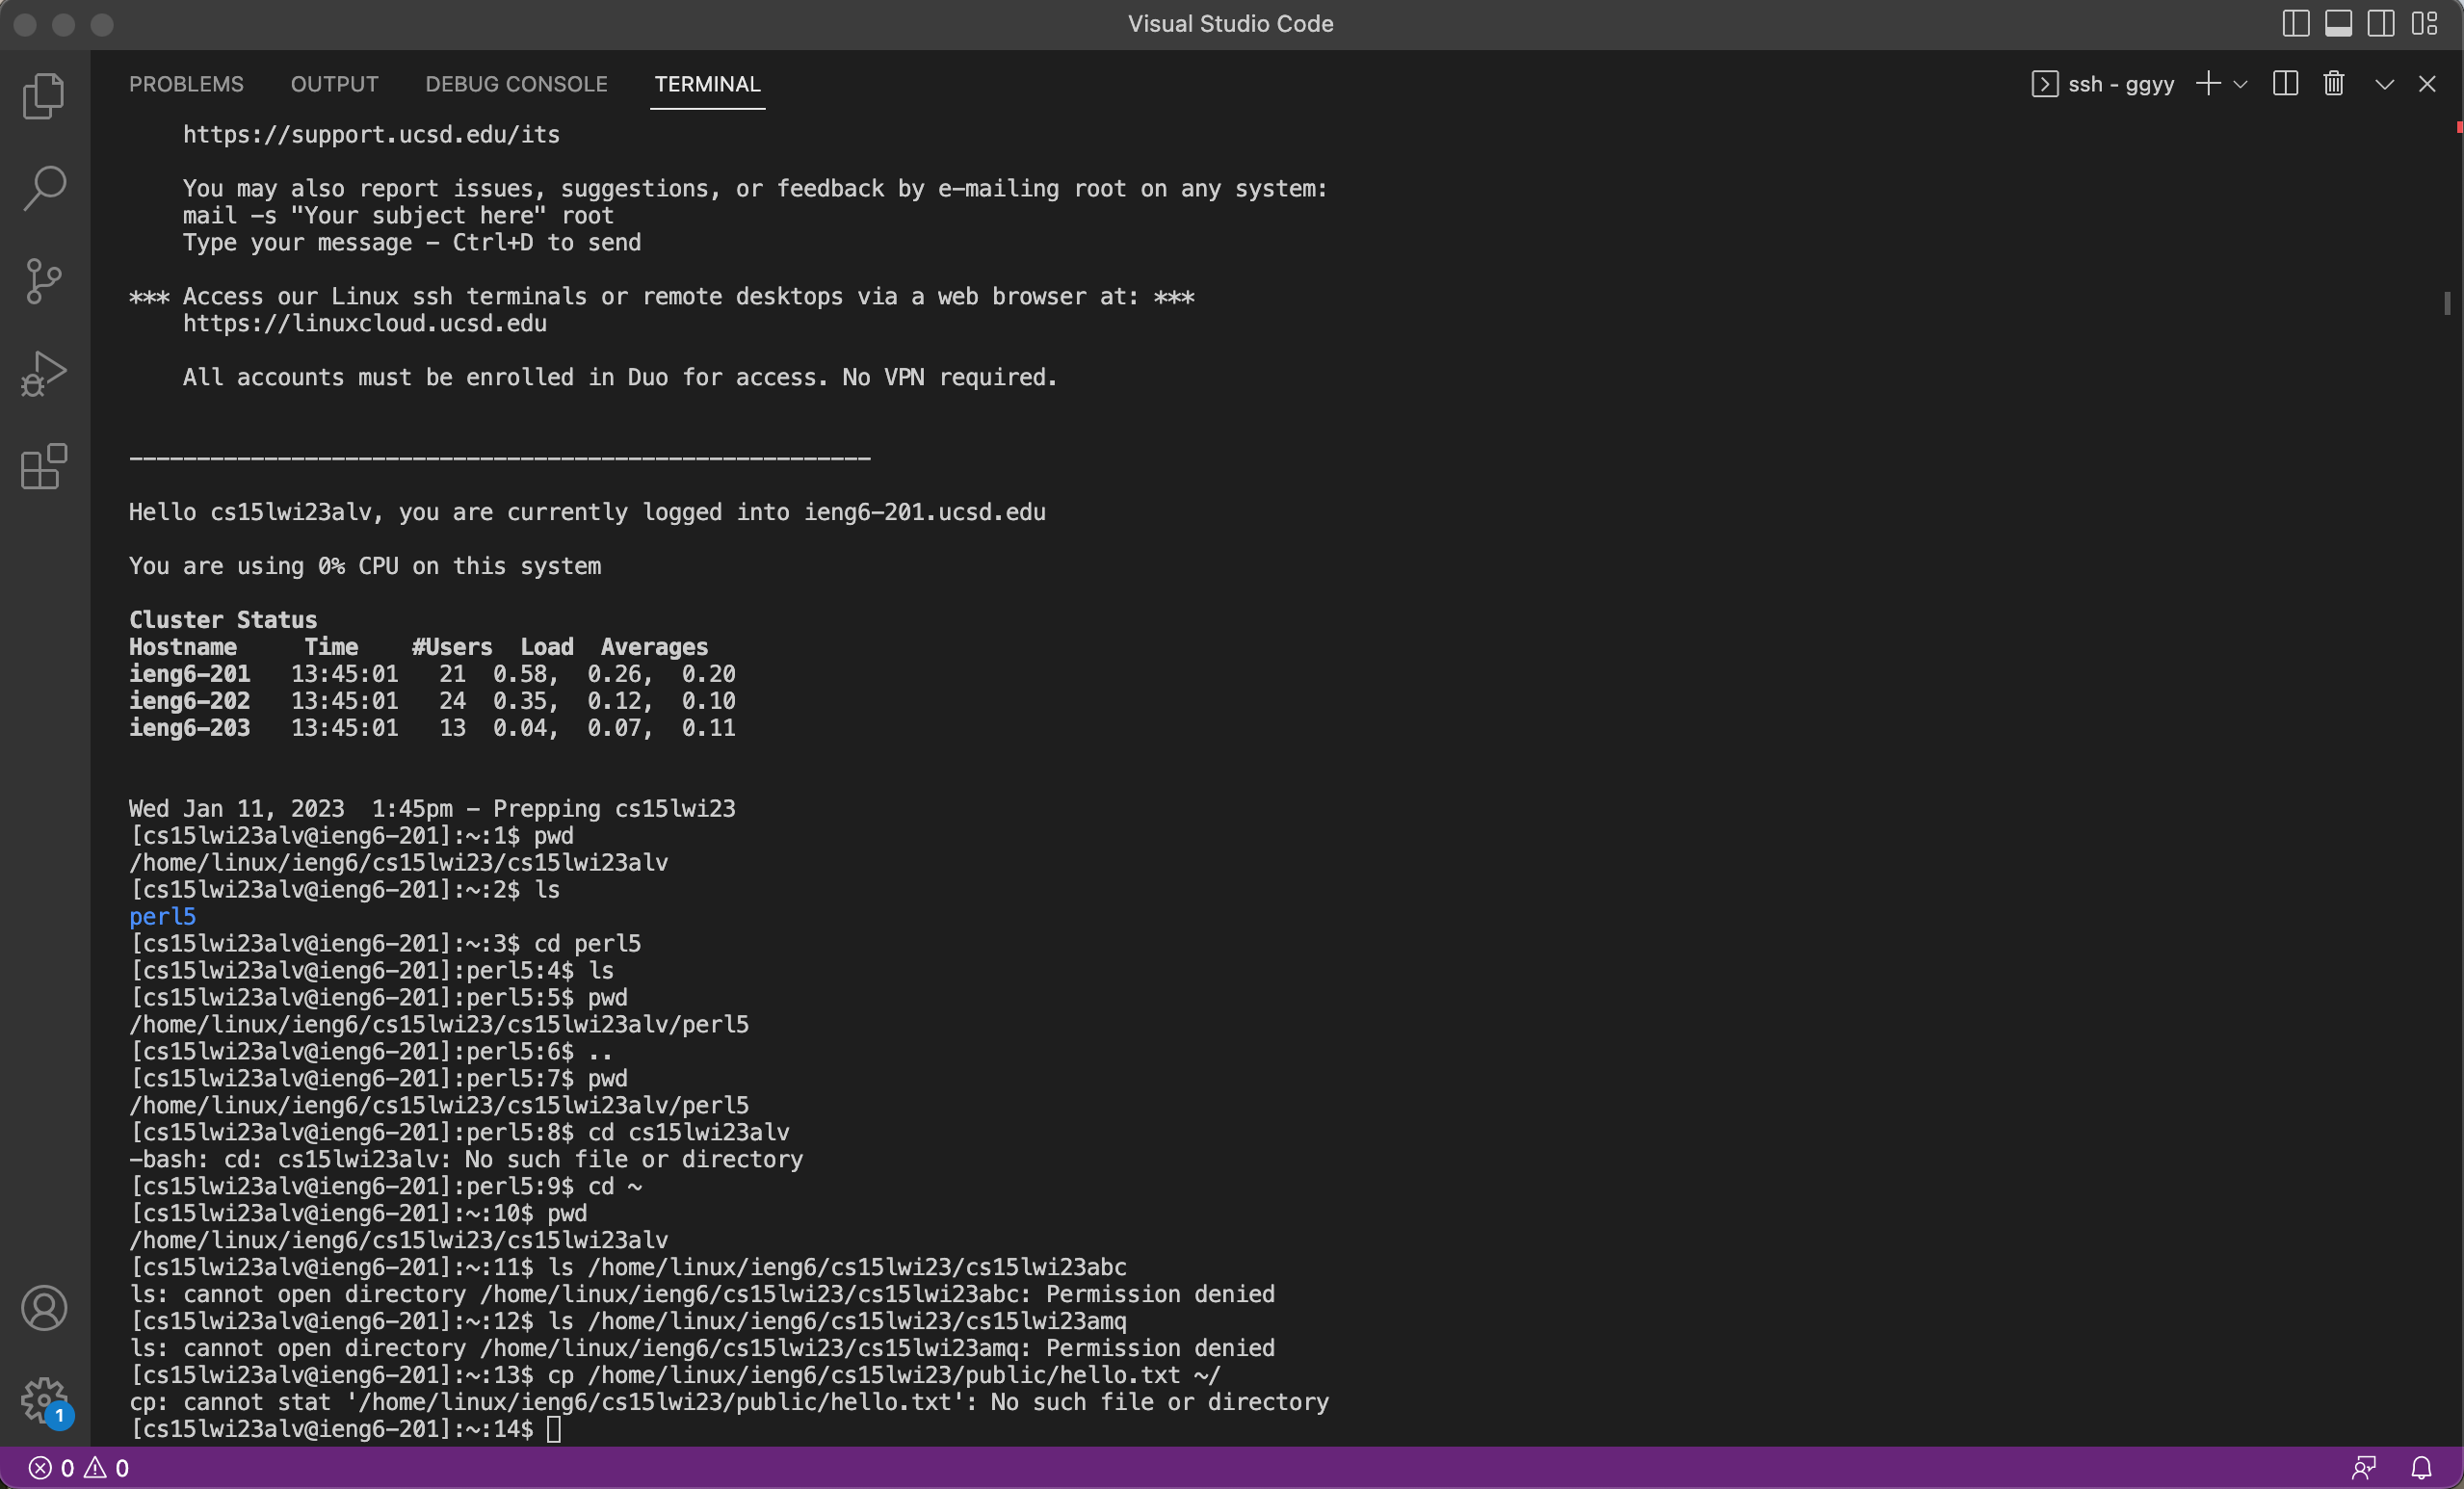 Visual Studio Code
PROBLEMS OUTPUT DEBUG CONSOLE TERMINAL ssh - ggyy
https://support.ucsd.edu/its
You may also report issues, suggestions, or feedback by e-mailing root on any system:
mail -s "Your subject here" root
Type your message - Ctrl+D to send
*** Access our Linux ssh terminals or remote desktops via a web browser at: ***
https://linuxcloud.ucsd.edu
All accounts must be enrolled in Duo for access. No VPN required.
-------------------------------------------------------
Hello cs15lwi23alv, you are currently logged into ieng6-201.ucsd.edu
You are using 0% CPU on this system
Cluster Status
Hostname     Time    #Users  Load  Averages
ieng6-201   13:45:01   21  0.58,  0.26,  0.20
ieng6-202   13:45:01   24  0.35,  0.12,  0.10
ieng6-203   13:45:01   13  0.04,  0.07,  0.11
Wed Jan 11, 2023  1:45pm - Prepping cs15lwi23
[cs15lwi23alv@ieng6-201]:~:1$ pwd
/home/linux/ieng6/cs15lwi23/cs15lwi23alv
[cs15lwi23alv@ieng6-201]:~:2$ ls
perl5
[cs15lwi23alv@ieng6-201]:~:3$ cd perl5
[cs15lwi23alv@ieng6-201]:perl5:4$ ls
[cs15lwi23alv@ieng6-201]:perl5:5$ pwd
/home/linux/ieng6/cs15lwi23/cs15lwi23alv/perl5
[cs15lwi23alv@ieng6-201]:perl5:6$ ..
[cs15lwi23alv@ieng6-201]:perl5:7$ pwd
/home/linux/ieng6/cs15lwi23/cs15lwi23alv/perl5
[cs15lwi23alv@ieng6-201]:perl5:8$ cd cs15lwi23alv
-bash: cd: cs15lwi23alv: No such file or directory
[cs15lwi23alv@ieng6-201]:perl5:9$ cd ~
[cs15lwi23alv@ieng6-201]:~:10$ pwd
/home/linux/ieng6/cs15lwi23/cs15lwi23alv
[cs15lwi23alv@ieng6-201]:~:11$ ls /home/linux/ieng6/cs15lwi23/cs15lwi23abc
ls: cannot open directory /home/linux/ieng6/cs15lwi23/cs15lwi23abc: Permission denied
[cs15lwi23alv@ieng6-201]:~:12$ ls /home/linux/ieng6/cs15lwi23/cs15lwi23amq
ls: cannot open directory /home/linux/ieng6/cs15lwi23/cs15lwi23amq: Permission denied
[cs15lwi23alv@ieng6-201]:~:13$ cp /home/linux/ieng6/cs15lwi23/public/hello.txt ~/
cp: cannot stat '/home/linux/ieng6/cs15lwi23/public/hello.txt': No such file or directory
[cs15lwi23alv@ieng6-201]:~:14$
1
0 0